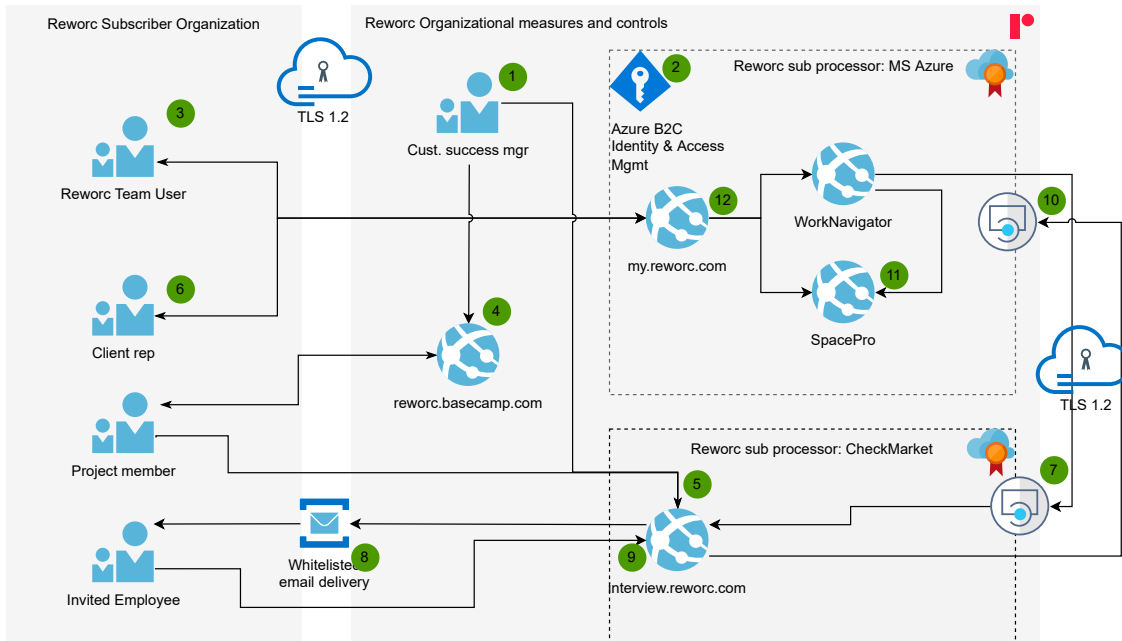 Reworc Subscriber Organization
Reworc Organizational measures and controls
TLS 1.2
1
2
Reworc sub processor: MS Azure
3
Cust. success mgr
Azure B2C
Identity & Access
Mgmt
Reworc Team User
12
10
WorkNavigator
my.reworc.com
11
6
4
SpacePro
Client rep
reworc.basecamp.com
TLS 1.2
Project member
Reworc sub processor: CheckMarket
5
7
8
9
Whitelisted
email delivery
interview.reworc.com
Invited Employee